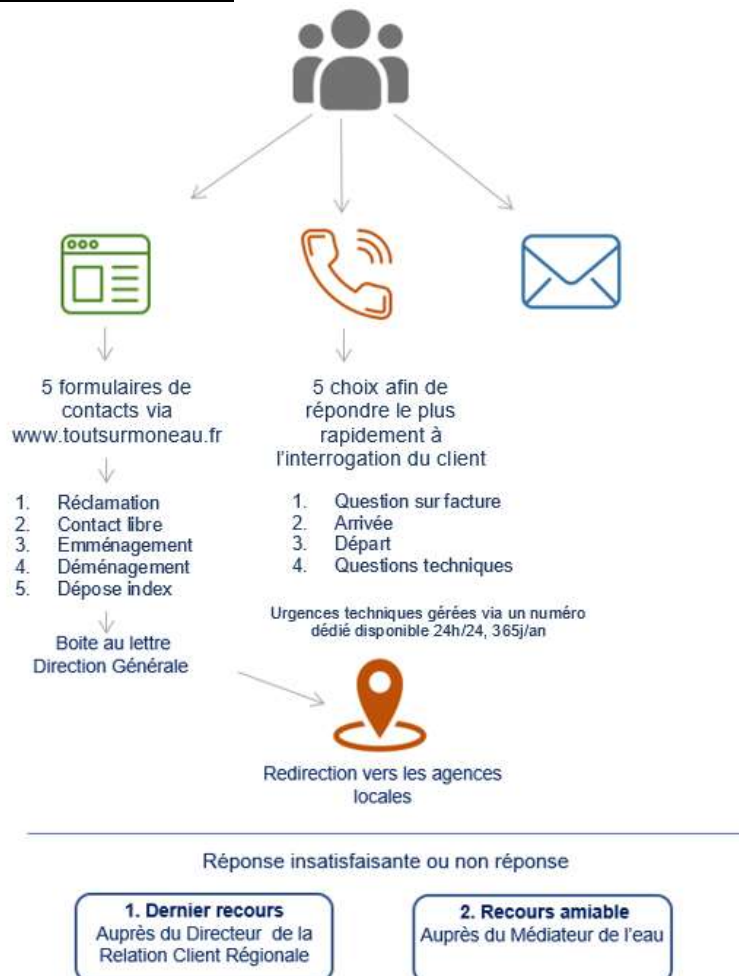 5 formulaires de
contacts via
www.toutsurmoneau.fr
1. Réclamation
2. Contact libre
3. Emménagement
4. Déménagement
5. Dépose index
Boite au lettre
Direction Générale
5 choix afin de
répondre le plus
rapidement à
l'interrogation du client
1. Question sur facture
2. Arrivée
3. Départ
4. Questions techniques
Urgences techniques gérées via un numéro
dédié disponible 24h/24, 365j/an
Redirection vers les agences
locales
Réponse insatisfaisante ou non réponse
1. Dernier recours
Auprès du Directeur de la
Relation Client Régionale
2. Recours amiable
Auprès du Médiateur de l'eau